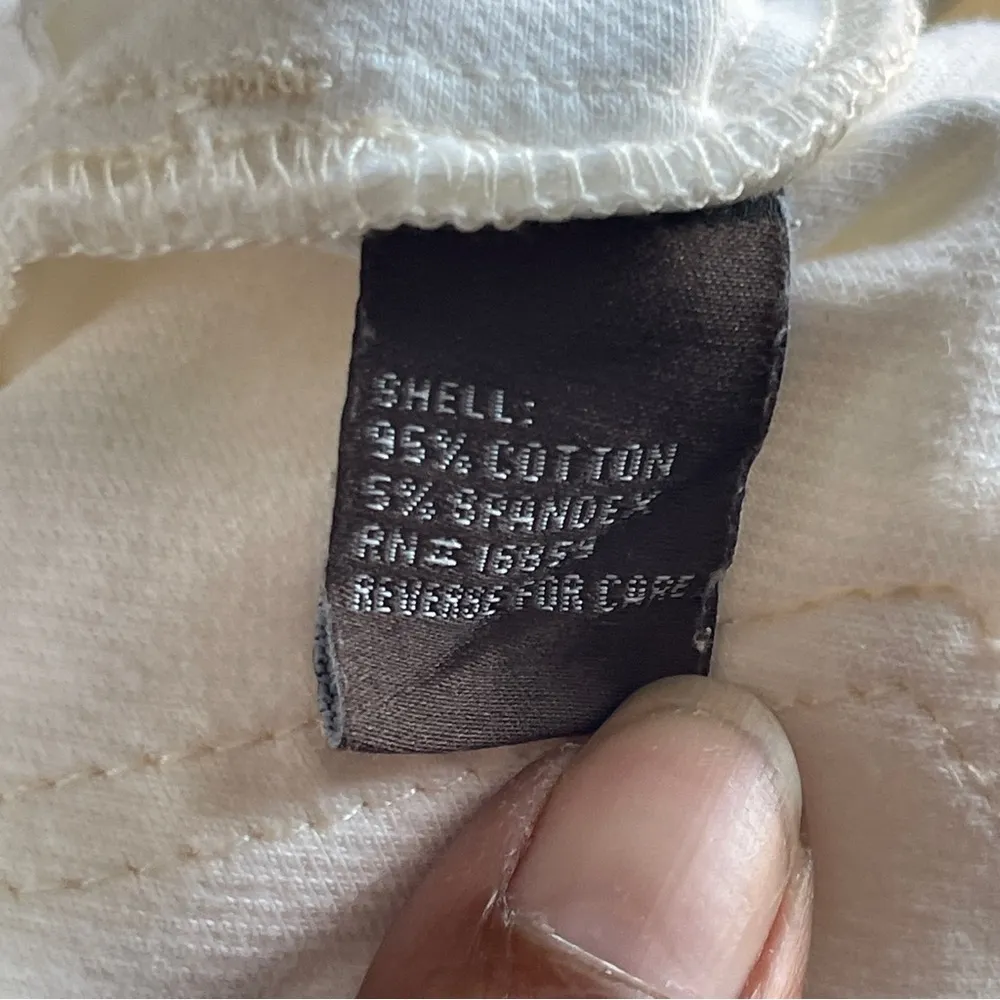 SHELL:
95% COTTON
5% SPANDEX
RN# 16854
REVERSE FOR CARE